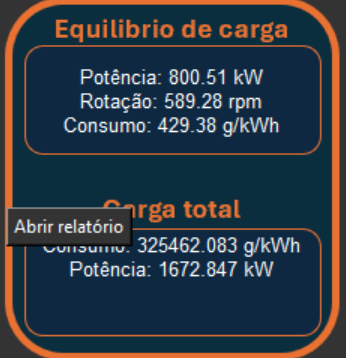 Equilibrio de carga
Potência: 800.51 kW
Rotação: 589.28 rpm
Consumo: 429.38 g/kWh
Carga total
Abrir relatório
Consumo: 325462.083 g/kWh
Potência: 1672.847 kW